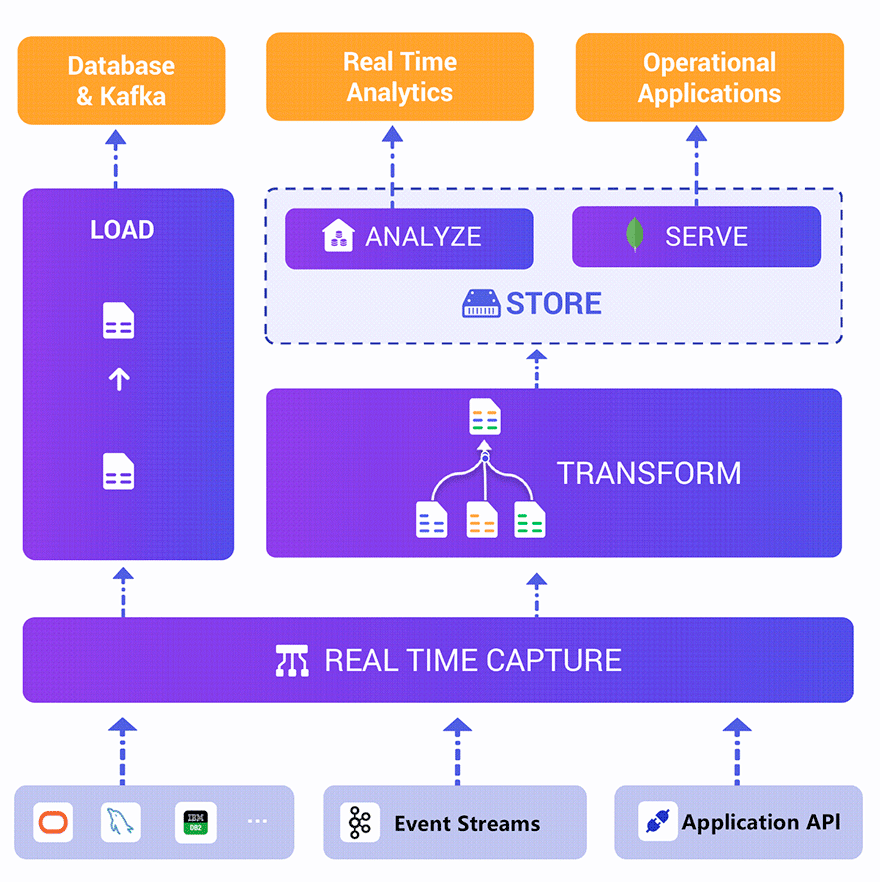 Database
& Kafka
Real Time
Analytics
Operational
Applications
LOAD
ANALYZE
SERVE
STORE
TRANSFORM
REAL TIME CAPTURE
IBM
DB2
...
Event Streams
Application API